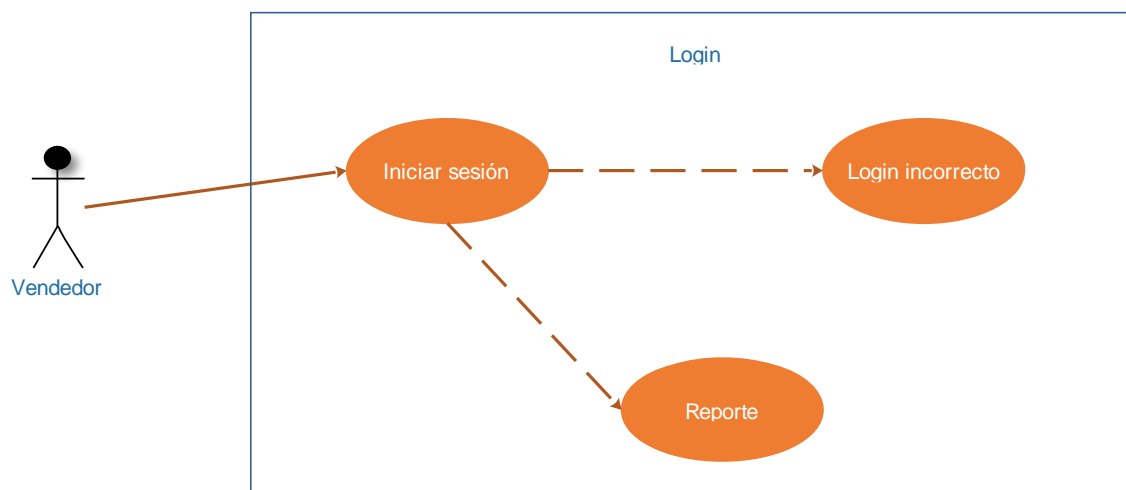 Login
Iniciar sesión
Login incorrecto
Vendedor
Reporte